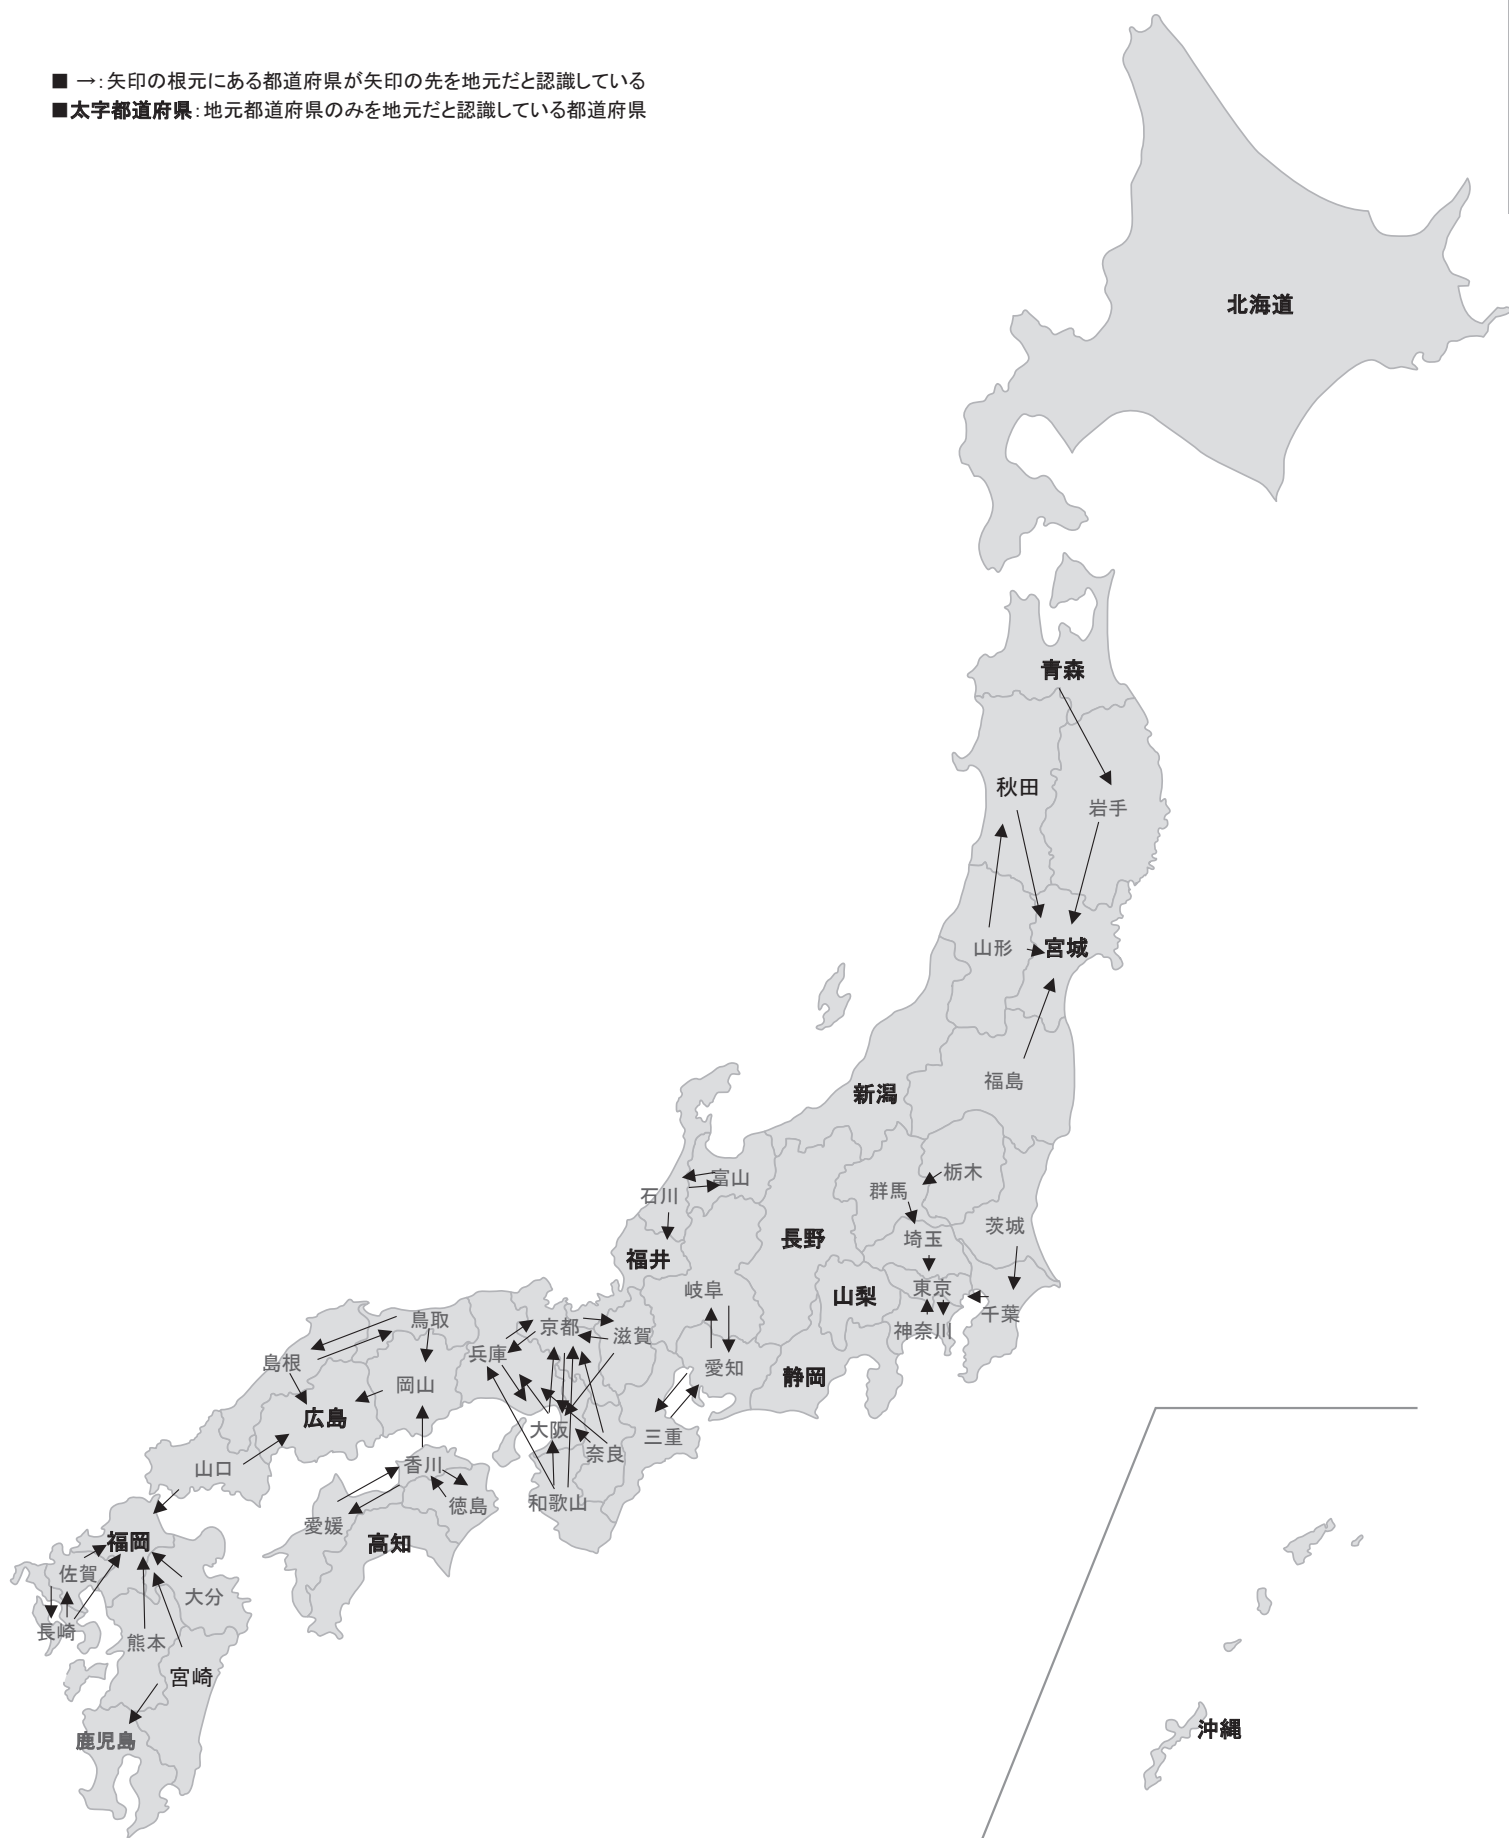 ■ →：矢印の根元にある都道府県が矢印の先を地元だと認識している
■太字都道府県：地元都道府県のみを地元だと認識している都道府県
北海道
青森
秋田
岩手
山形
宮城
福島
新潟
富山
石川
栃木
群馬
茨城
長野
埼玉
福井
岐阜
山梨
東京
千葉
神奈川
鳥取
京都
滋賀
兵庫
島根
愛知
静岡
岡山
広島
大阪
三重
奈良
香川
山口
和歌山
徳島
愛媛
高知
福岡
佐賀
大分
長崎
熊本
宮崎
鹿児島
沖縄